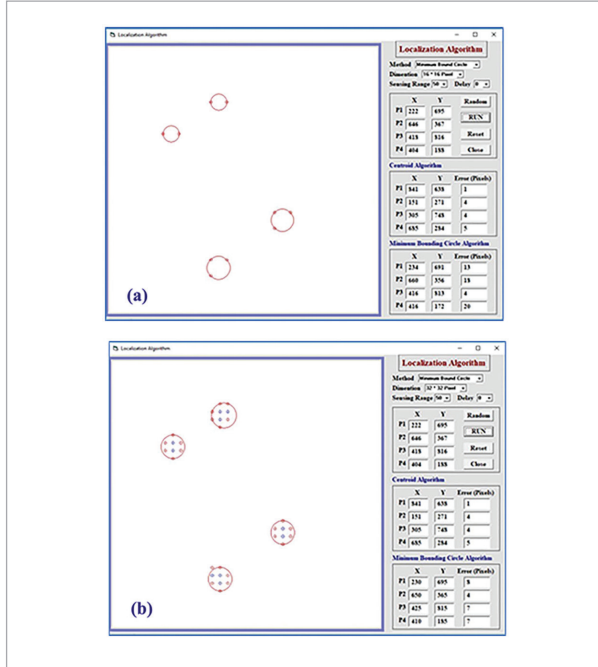 Localization Algorithm
Localization Algorithm
Method Minimum Bound Circle
Dimention 16 * 16 Pixel
Sensing Range 50 Delay 0
X Y Random
P1 222 695
P2 646 367 RUN
P3 418 816 Reset
P4 404 188 Close
Centroid Algorithm
X Y Error (Pixels)
P1 841 638 1
P2 151 271 4
P3 305 748 4
P4 685 284 5
Minimum Bounding Circle Algorithm
X Y Error (Pixels)
P1 234 691 13
P2 660 356 18
P3 416 813 4
P4 416 172 20
(a)
Localization Algorithm
Localization Algorithm
Method Minimum Bound Circle
Dimention 32 * 32 Pixel
Sensing Range 50 Delay 0
X Y Random
P1 222 695
P2 646 367 RUN
P3 418 816 Reset
P4 404 188 Close
Centroid Algorithm
X Y Error (Pixels)
P1 841 638 1
P2 151 271 4
P3 305 748 4
P4 685 284 5
Minimum Bounding Circle Algorithm
X Y Error (Pixels)
P1 230 695 8
P2 650 365 4
P3 425 815 7
P4 410 185 7
(b)